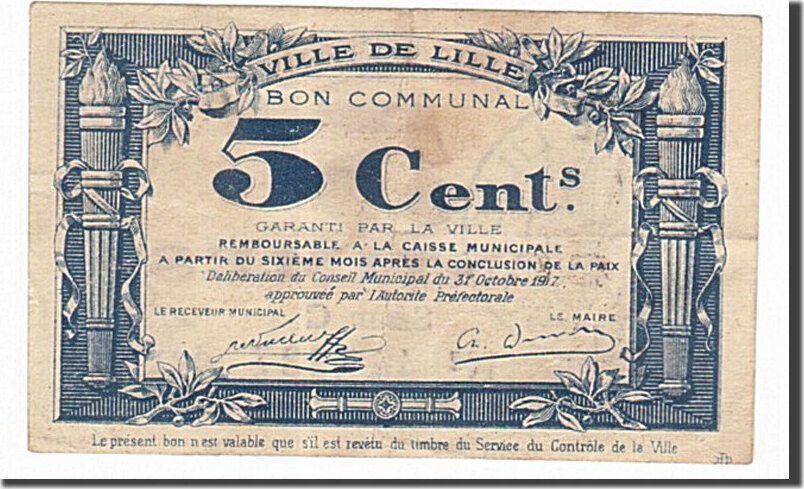 VILLE DE LILLE
BON COMMUNAL
5 Cent.s
GARANTI PAR LA VILLE
REMBOURSABLE A LA CAISSE MUNICIPALE
A PARTIR DU SIXIÈME MOIS APRÈS LA CONCLUSION DE LA PAIX
Délibération du Conseil Municipal du 31 Octobre 1917.
approuvée par l'Autorité Préfectorale
LE RECEVEUR MUNICIPAL LE MAIRE
Le présent bon n'est valable que s'il est revêtu du timbre du Service du Contrôle de la Ville